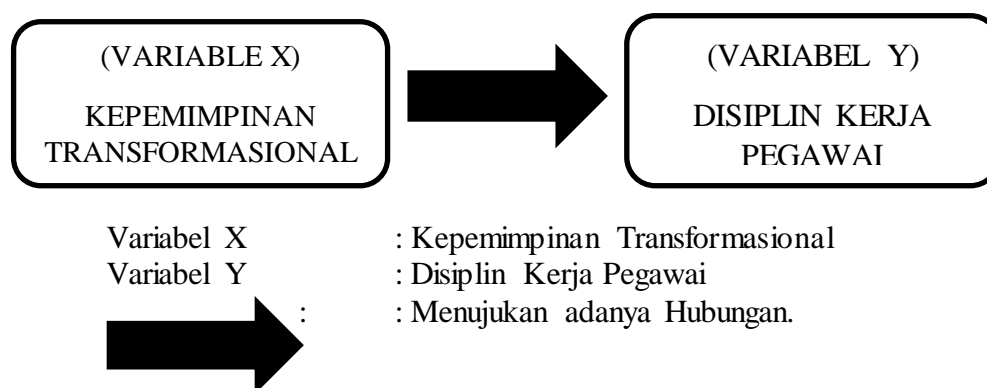 (VARIABLE X)
KEPEMIMPINAN
TRANSFORMASIONAL
(VARIABEL Y)
DISIPLIN KERJA
PEGAWAI
Variabel X : Kepemimpinan Transformasional
Variabel Y : Disiplin Kerja Pegawai
: : Menujukan adanya Hubungan.